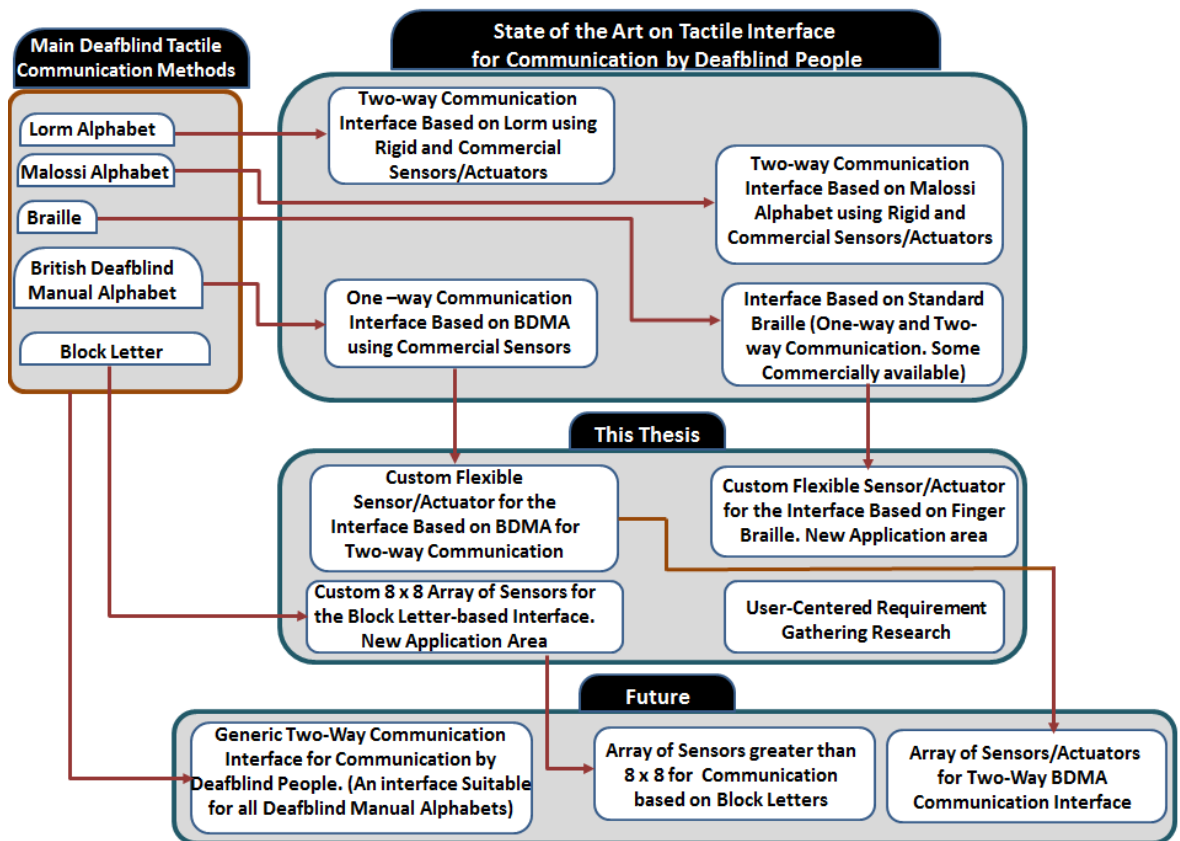 Main Deafblind Tactile
Communication Methods
Lorm Alphabet
Malossi Alphabet
Braille
British Deafblind
Manual Alphabet
Block Letter
State of the Art on Tactile Interface
for Communication by Deafblind People
Two-way Communication
Interface Based on Lorm using
Rigid and Commercial
Sensors/Actuators
Two-way Communication
Interface Based on Malossi
Alphabet using Rigid and
Commercial Sensors/Actuators
One –way Communication
Interface Based on BDMA
using Commercial Sensors
Interface Based on Standard
Braille (One-way and Two-
way Communication. Some
Commercially available)
This Thesis
Custom Flexible
Sensor/Actuator for the
Interface Based on BDMA for
Two-way Communication
Custom Flexible Sensor/Actuator
for the Interface Based on Finger
Braille. New Application area
Custom 8 x 8 Array of Sensors for
the Block Letter-based Interface.
New Application Area
User-Centered Requirement
Gathering Research
Future
Generic Two-Way Communication
Interface for Communication by
Deafblind People. (An interface Suitable
for all Deafblind Manual Alphabets)
Array of Sensors greater than
8 x 8 for Communication
based on Block Letters
Array of Sensors/Actuators
for Two-Way BDMA
Communication Interface